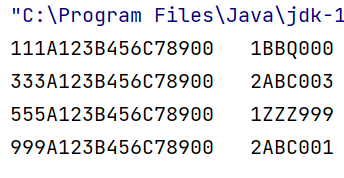 "C:\Program Files\Java\jdk-1
111A123B456C78900   1BBQ000
333A123B456C78900   2ABC003
555A123B456C78900   1ZZZ999
999A123B456C78900   2ABC001